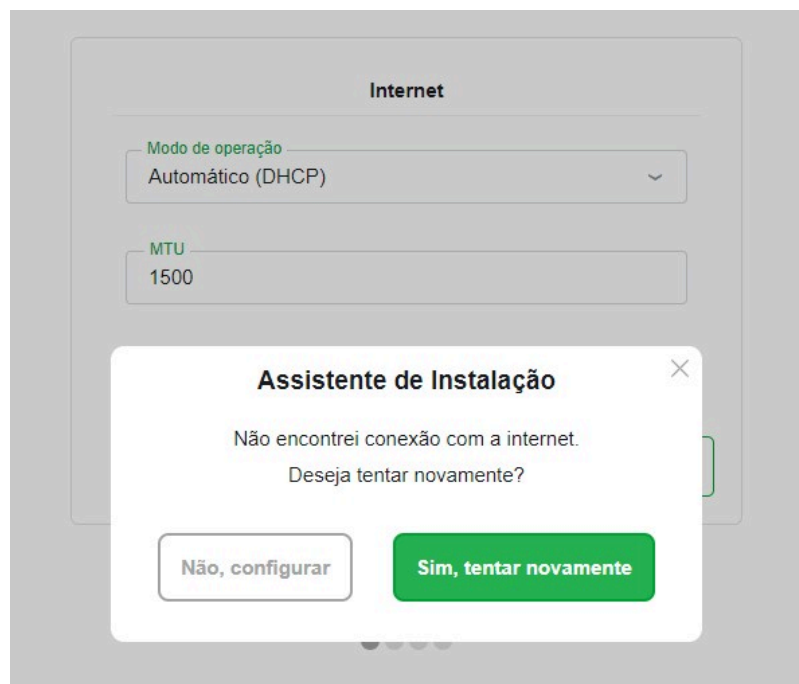 Internet
Modo de operação
Automático (DHCP)
MTU
1500
Assistente de Instalação
Não encontrei conexão com a internet.
Deseja tentar novamente?
Não, configurar
Sim, tentar novamente